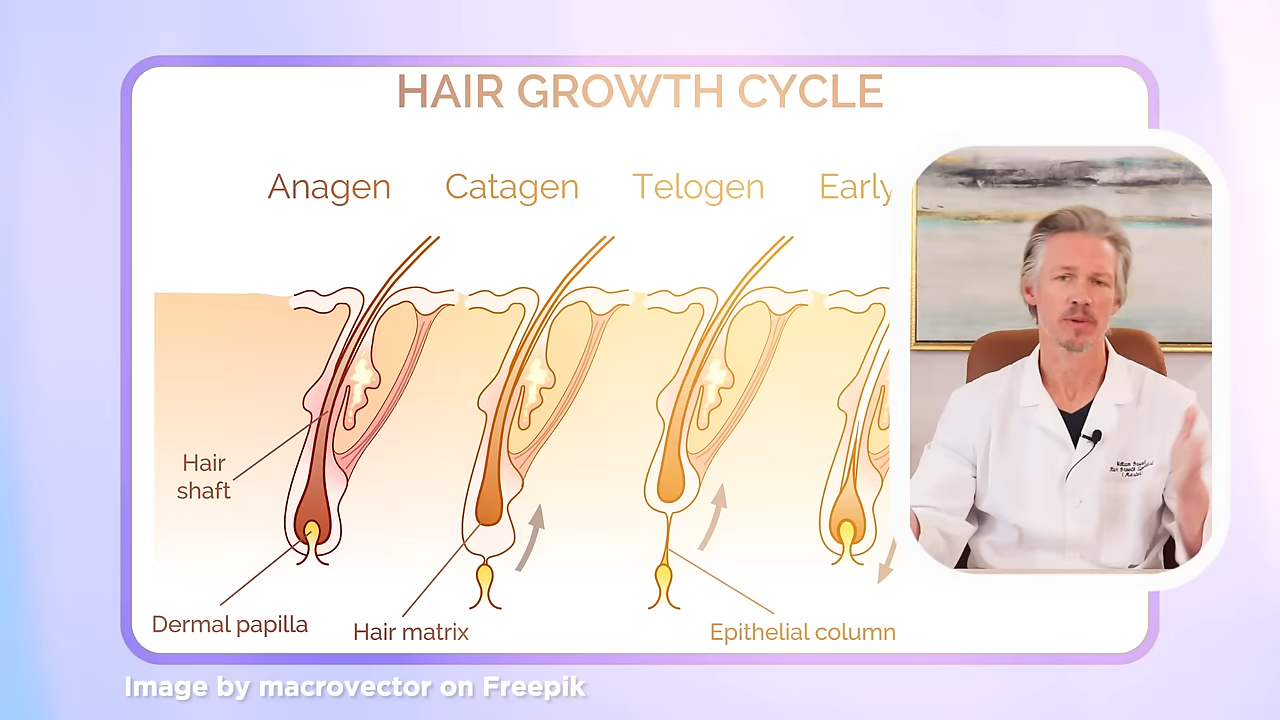 HAIR GROWTH CYCLE
Anagen Catagen Telogen Early
Hair
shaft
Dermal papilla
Hair matrix
Epithelial column
Image by macrovector on Freepik